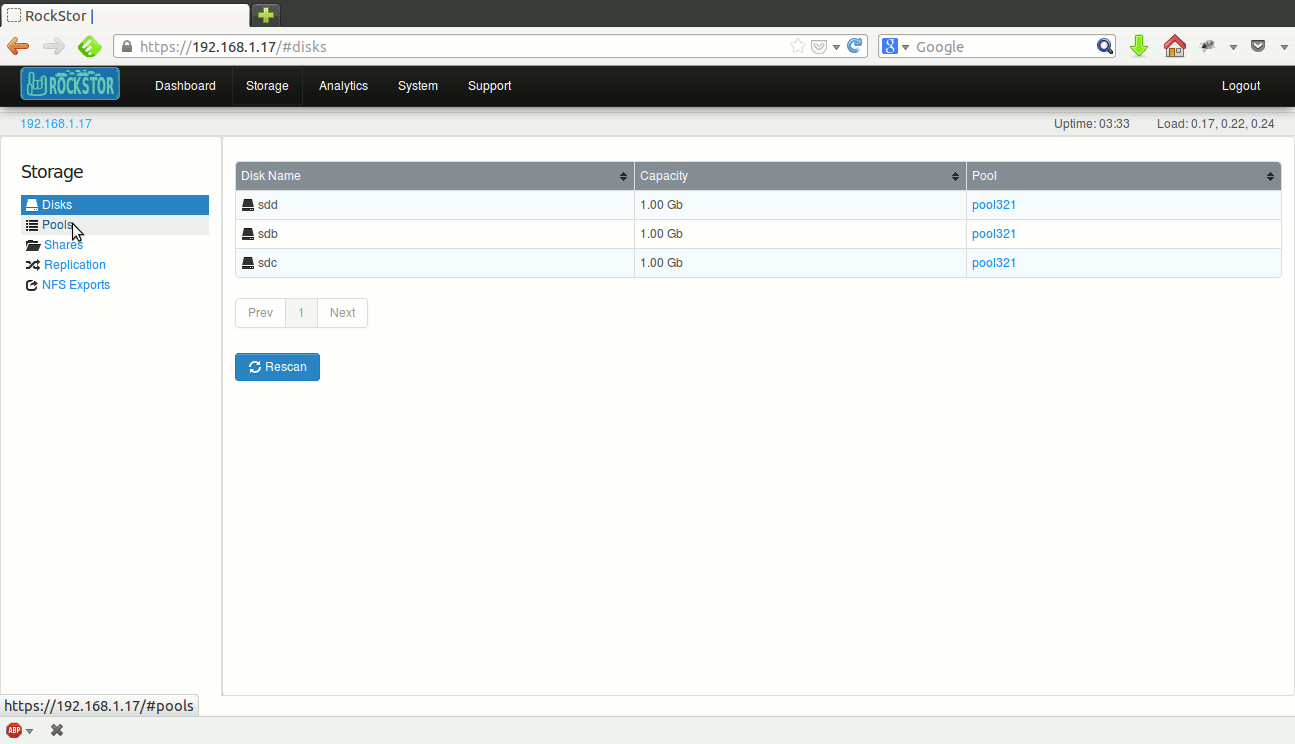 RockStor |
https://192.168.1.17/#disks
Google
ROCKSTOR Dashboard Storage Analytics System Support Logout
192.168.1.17 Uptime: 03:33 Load: 0.17, 0.22, 0.24
Storage
Disks
Pools
Shares
Replication
NFS Exports
Disk Name Capacity Pool
sdd 1.00 Gb pool321
sdb 1.00 Gb pool321
sdc 1.00 Gb pool321
Prev 1 Next
Rescan
https://192.168.1.17/#pools
ABP